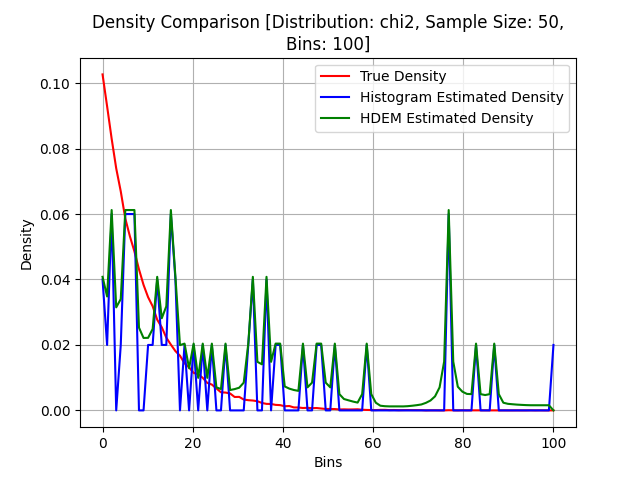 Density Comparison [Distribution: chi2, Sample Size: 50,
Bins: 100]
True Density
Histogram Estimated Density
HDEM Estimated Density
Density
0.10
0.08
0.06
0.04
0.02
0.00
0 20 40 60 80 100
Bins